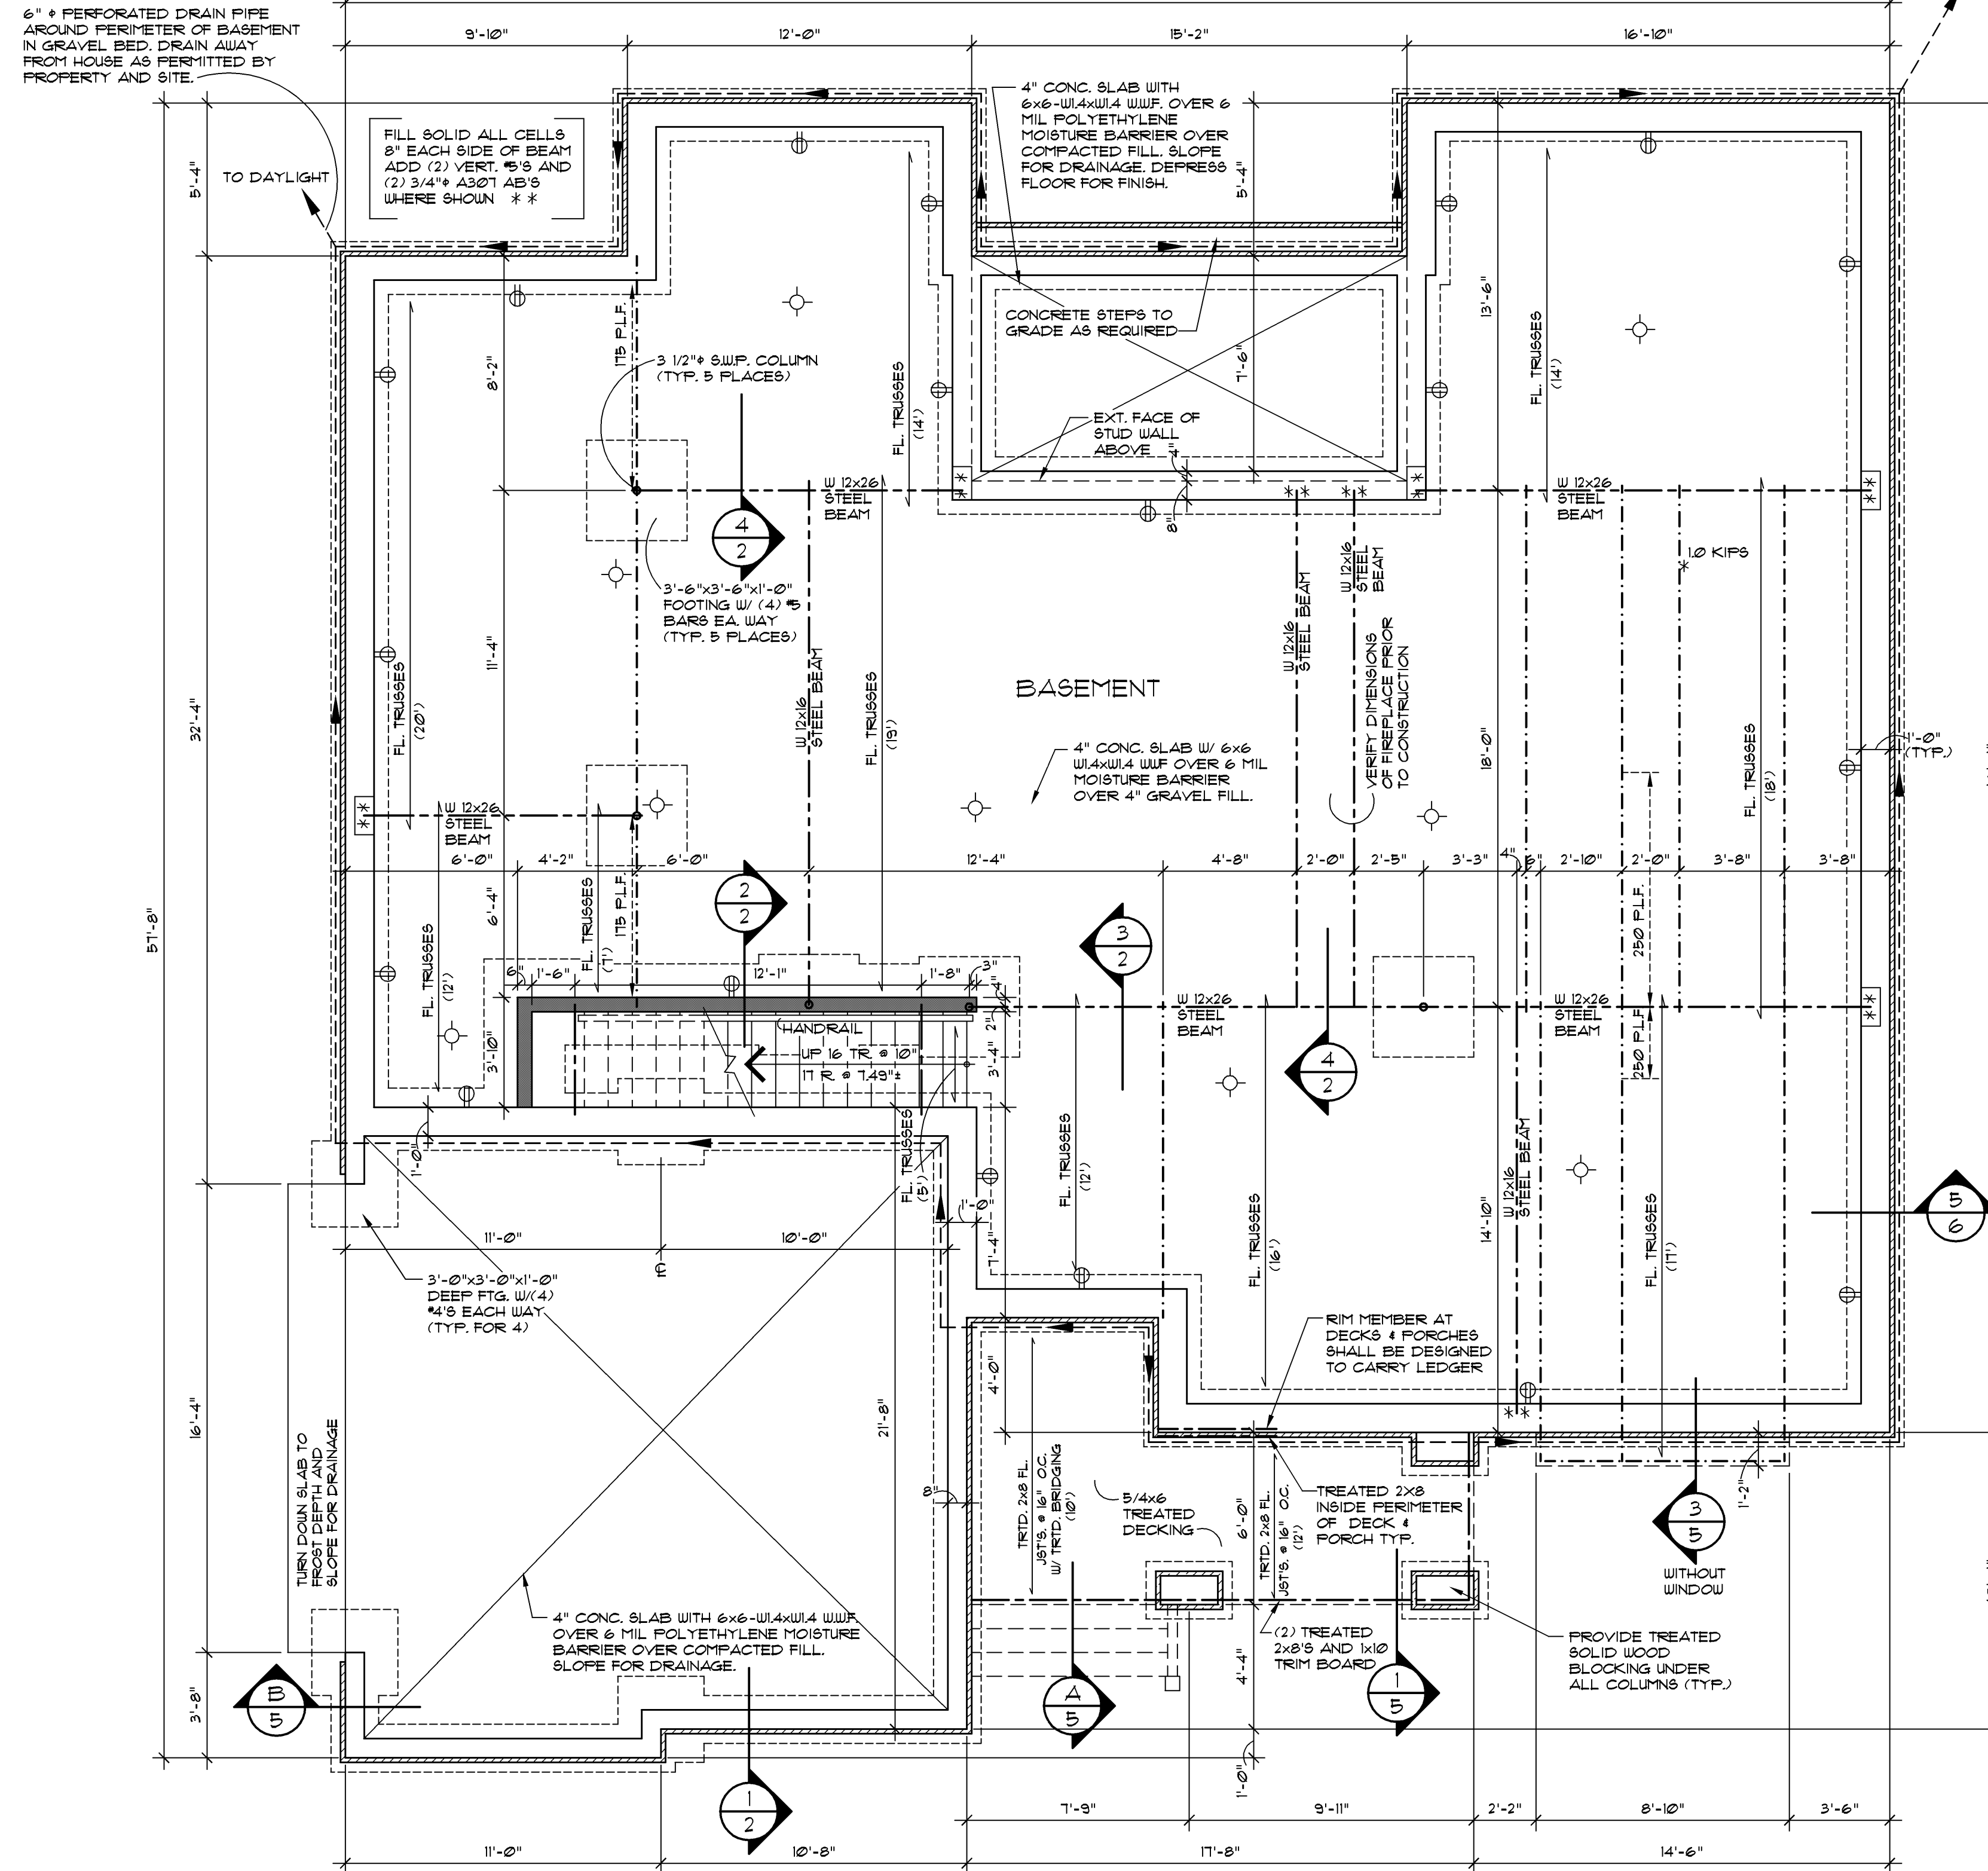 6" φ PERFORATED DRAIN PIPE
AROUND PERIMETER OF BASEMENT
IN GRAVEL BED. DRAIN AWAY
FROM HOUSE AS PERMITTED BY
PROPERTY AND SITE.
9'-10"
12'-0"
15'-2"
16'-10"
FILL SOLID ALL CELLS
8" EACH SIDE OF BEAM
ADD (2) VERT. #5'S AND
(2) 3/4"φ A307 AB'S
WHERE SHOWN * *
TO DAYLIGHT
4" CONC. SLAB WITH
6x6-W1.4xW1.4 W.W.F. OVER 6
MIL POLYETHYLENE
MOISTURE BARRIER OVER
COMPACTED FILL. SLOPE
FOR DRAINAGE. DEPRESS
FLOOR FOR FINISH.
5'-4"
5'-4"
13'-6"
CONCRETE STEPS TO
GRADE AS REQUIRED
7'-6"
175 P.L.F.
8'-2"
3 1/2"φ S.W.P. COLUMN
(TYP. 5 PLACES)
FL. TRUSSES
(14')
FL. TRUSSES
(14')
EXT. FACE OF
STUD WALL
ABOVE
4"
8"
* *
* *
* *
* *
* *
W 12x26
STEEL
BEAM
W 12x26
STEEL
BEAM
4
2
1.0 KIPS
*
3'-6"x3'-6"x1'-0"
FOOTING W/ (4) #5
BARS EA. WAY
(TYP. 5 PLACES)
W 12x16
STEEL BEAM
W 12x16
STEEL
BEAM
W 12x16
STEEL BEAM
VERIFY DIMENSIONS
OF FIREPLACE PRIOR
TO CONSTRUCTION
11'-4"
32'-4"
57'-8"
FL. TRUSSES
(20')
FL. TRUSSES
(19')
BASEMENT
18'-0"
FL. TRUSSES
(18')
1'-0"
(TYP.)
4" CONC. SLAB W/ 6x6
W1.4xW1.4 WWF OVER 6 MIL
MOISTURE BARRIER
OVER 4" GRAVEL FILL.
* *
W 12x26
STEEL
BEAM
6'-0"
4'-2"
6'-0"
12'-4"
4'-8"
2'-0"
2'-5"
3'-3"
4"
6"
2'-10"
2'-0"
3'-8"
3'-8"
6'-4"
FL. TRUSSES
(7')
175 P.L.F.
2
2
3
2
250 P.L.F.
FL. TRUSSES
(12')
6"
1'-6"
12'-1"
1'-8"
3"
4"
2"
W 12x26
STEEL
BEAM
W 12x26
STEEL
BEAM
* *
250 PLF
HANDRAIL
UP 16 TR. @ 10"
17 R. @ 7.49"±
3'-10"
3'-4"
4
2
1'-0"
FL. TRUSSES
(5')
1'-0"
7'-4"
FL. TRUSSES
(12')
FL. TRUSSES
(16')
14'-10"
W 12x16
STEEL BEAM
FL. TRUSSES
(17')
5
6
11'-0"
10'-0"
3'-0"x3'-0"x1'-0"
DEEP FTG. W/(4)
#4'S EACH WAY
(TYP. FOR 4)
RIM MEMBER AT
DECKS & PORCHES
SHALL BE DESIGNED
TO CARRY LEDGER
4'-0"
* *
16'-4"
21'-8"
TURN DOWN SLAB TO
FROST DEPTH AND
SLOPE FOR DRAINAGE
8"
TRTD. 2x8 FL.
JST'S. @ 16" O.C.
W/ TRTD. BRIDGING
(10')
5/4x6
TREATED
DECKING
6'-0"
TRTD. 2x8 FL.
JST'S. @ 16" O.C.
(12')
TREATED 2X8
INSIDE PERIMETER
OF DECK &
PORCH TYP.
1'-2"
3
5
WITHOUT
WINDOW
4" CONC. SLAB WITH 6x6-W1.4xW1.4 W.W.F.
OVER 6 MIL POLYETHYLENE MOISTURE
BARRIER OVER COMPACTED FILL.
SLOPE FOR DRAINAGE.
(2) TREATED
2x8'S AND 1x10
TRIM BOARD
PROVIDE TREATED
SOLID WOOD
BLOCKING UNDER
ALL COLUMNS (TYP.)
4'-4"
3'-8"
B
5
A
5
1
5
1'-0"
1
2
7'-9"
9'-11"
2'-2"
8'-10"
3'-6"
11'-0"
10'-8"
17'-8"
14'-6"